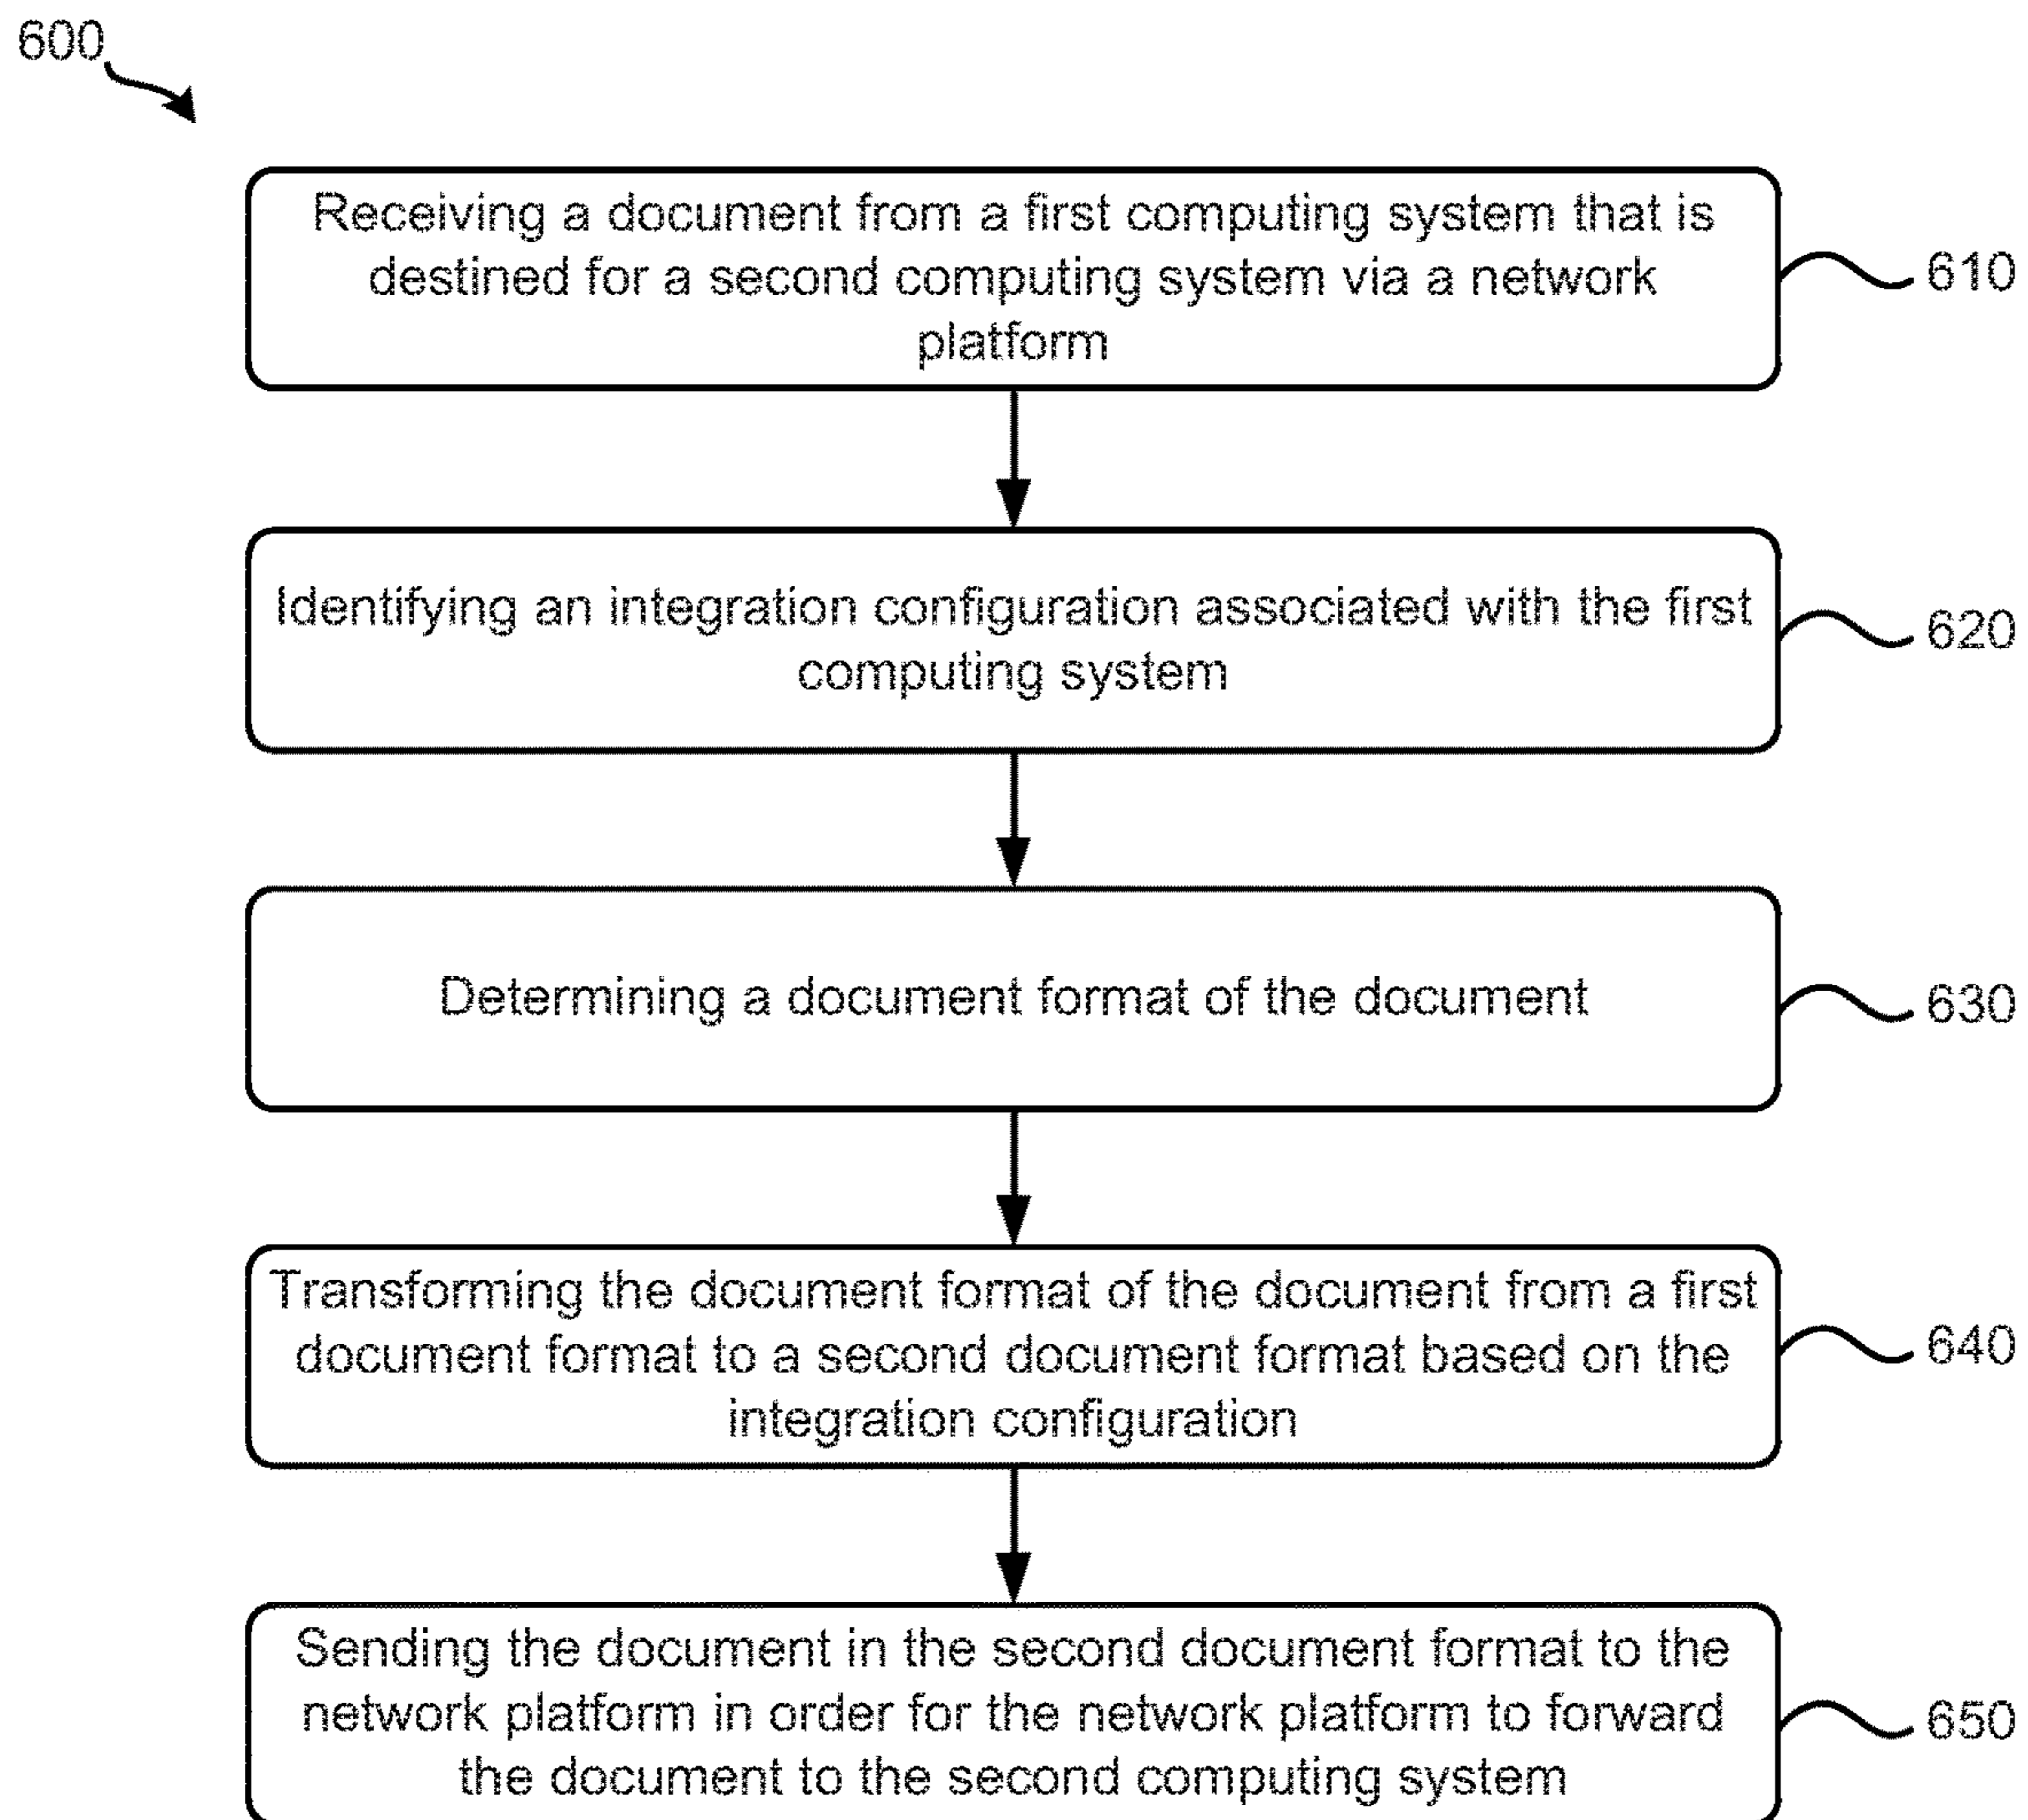 600
Receiving a document from a first computing system that is
destined for a second computing system via a network
platform
610
Identifying an integration configuration associated with the first
computing system
620
Determining a document format of the document
630
Transforming the document format of the document from a first
document format to a second document format based on the
integration configuration
640
Sending the document in the second document format to the
network platform in order for the network platform to forward
the document to the second computing system
650